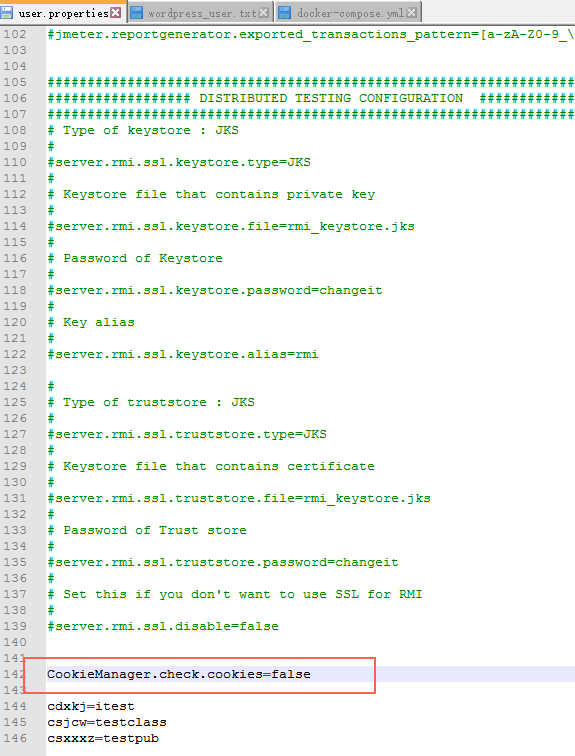 user.properties wordpress_user.txt docker-compose.yml
102 #jmeter.reportgenerator.exported_transactions_pattern=[a-zA-Z0-9_\
103
104
105 ##################################################################
106 ################## DISTRIBUTED TESTING CONFIGURATION  ############
107 ##################################################################
108 # Type of keystore : JKS
109 #
110 #server.rmi.ssl.keystore.type=JKS
111 #
112 # Keystore file that contains private key
113 #
114 #server.rmi.ssl.keystore.file=rmi_keystore.jks
115 #
116 # Password of Keystore
117 #
118 #server.rmi.ssl.keystore.password=changeit
119 #
120 # Key alias
121 #
122 #server.rmi.ssl.keystore.alias=rmi
123
124 #
125 # Type of truststore : JKS
126 #
127 #server.rmi.ssl.truststore.type=JKS
128 #
129 # Keystore file that contains certificate
130 #
131 #server.rmi.ssl.truststore.file=rmi_keystore.jks
132 #
133 # Password of Trust store
134 #
135 #server.rmi.ssl.truststore.password=changeit
136 #
137 # Set this if you don't want to use SSL for RMI
138 #
139 #server.rmi.ssl.disable=false
140
141
142 CookieManager.check.cookies=false
143
144 cdxkj=itest
145 csjcw=testclass
146 csxxxz=testpub